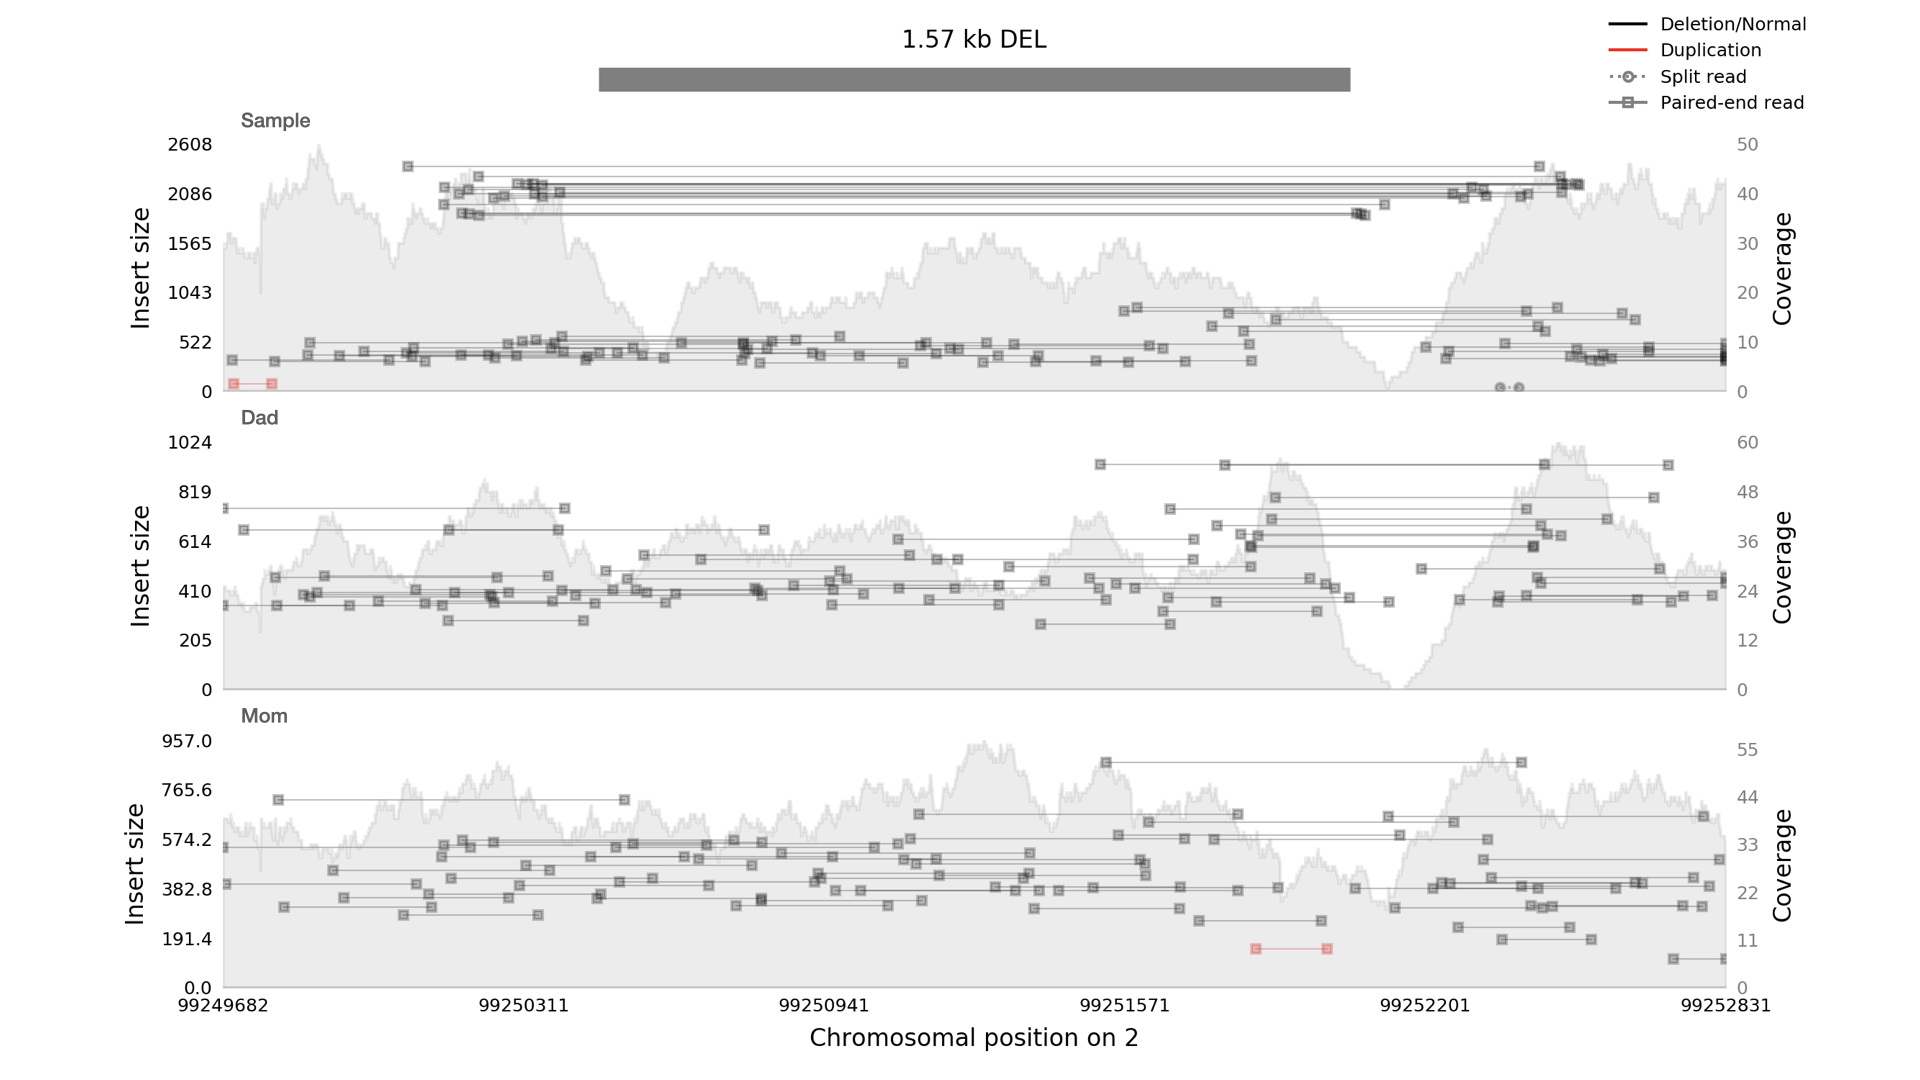 1.57 kb DEL
Deletion/Normal
Duplication
Split read
Paired-end read
Sample
2608
2086
1565
1043
522
0
Insert size
50
40
30
20
10
0
Coverage
Dad
1024
819
614
410
205
0
Insert size
60
48
36
24
12
0
Coverage
Mom
957.0
765.6
574.2
382.8
191.4
0.0
Insert size
55
44
33
22
11
0
Coverage
99249682 99250311 99250941 99251571 99252201 99252831
Chromosomal position on 2